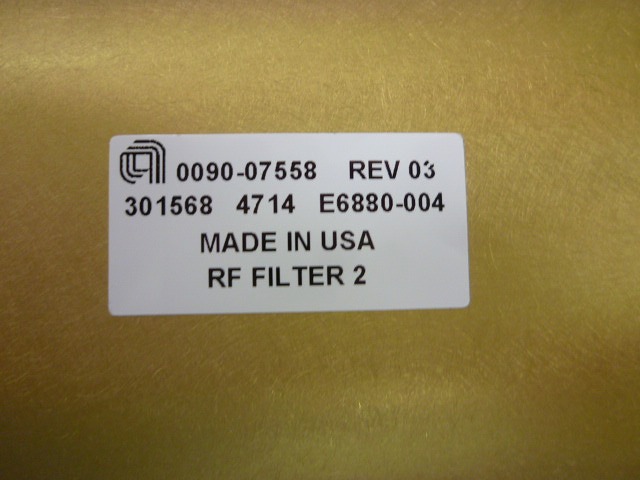 0090-07558 REV 03
301568 4714 E6880-004
MADE IN USA
RF FILTER 2